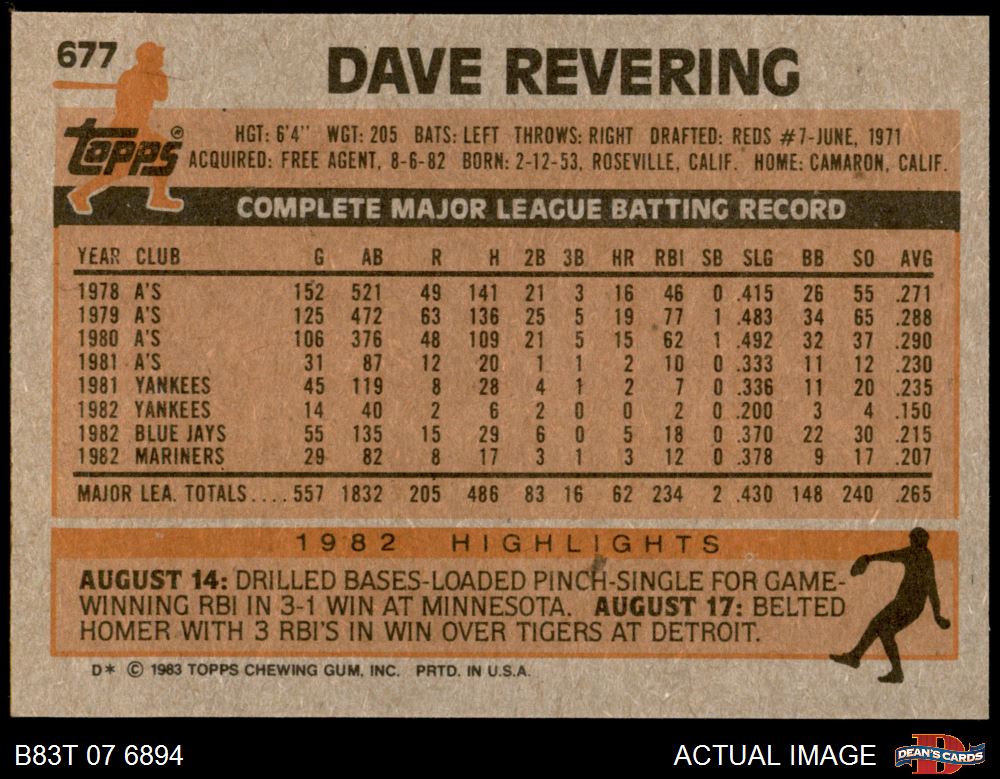 677
DAVE REVERING
Topps®
HGT: 6'4" WGT: 205 BATS: LEFT THROWS: RIGHT DRAFTED: REDS #7-JUNE, 1971
ACQUIRED: FREE AGENT, 8-6-82 BORN: 2-12-53, ROSEVILLE, CALIF. HOME: CAMARON, CALIF.
COMPLETE MAJOR LEAGUE BATTING RECORD
YEAR CLUB G AB R H 2B 3B HR RBI SB SLG BB SO AVG
1978 A'S 152 521 49 141 21 3 16 46 0 .415 26 55 .271
1979 A'S 125 472 63 136 25 5 19 77 1 .483 34 65 .288
1980 A'S 106 376 48 109 21 5 15 62 1 .492 32 37 .290
1981 A'S 31 87 12 20 1 1 2 10 0 .333 11 12 .230
1981 YANKEES 45 119 8 28 4 1 2 7 0 .336 11 20 .235
1982 YANKEES 14 40 2 6 2 0 0 2 0 .200 3 4 .150
1982 BLUE JAYS 55 135 15 29 6 0 5 18 0 .370 22 30 .215
1982 MARINERS 29 82 8 17 3 1 3 12 0 .378 9 17 .207
MAJOR LEA. TOTALS.... 557 1832 205 486 83 16 62 234 2 .430 148 240 .265
1982 HIGHLIGHTS
AUGUST 14: DRILLED BASES-LOADED PINCH-SINGLE FOR GAME-
WINNING RBI IN 3-1 WIN AT MINNESOTA. AUGUST 17: BELTED
HOMER WITH 3 RBI'S IN WIN OVER TIGERS AT DETROIT.
D* © 1983 TOPPS CHEWING GUM, INC. PRTD. IN U.S.A.
B83T 07 6894
ACTUAL IMAGE
DEAN'S CARDS